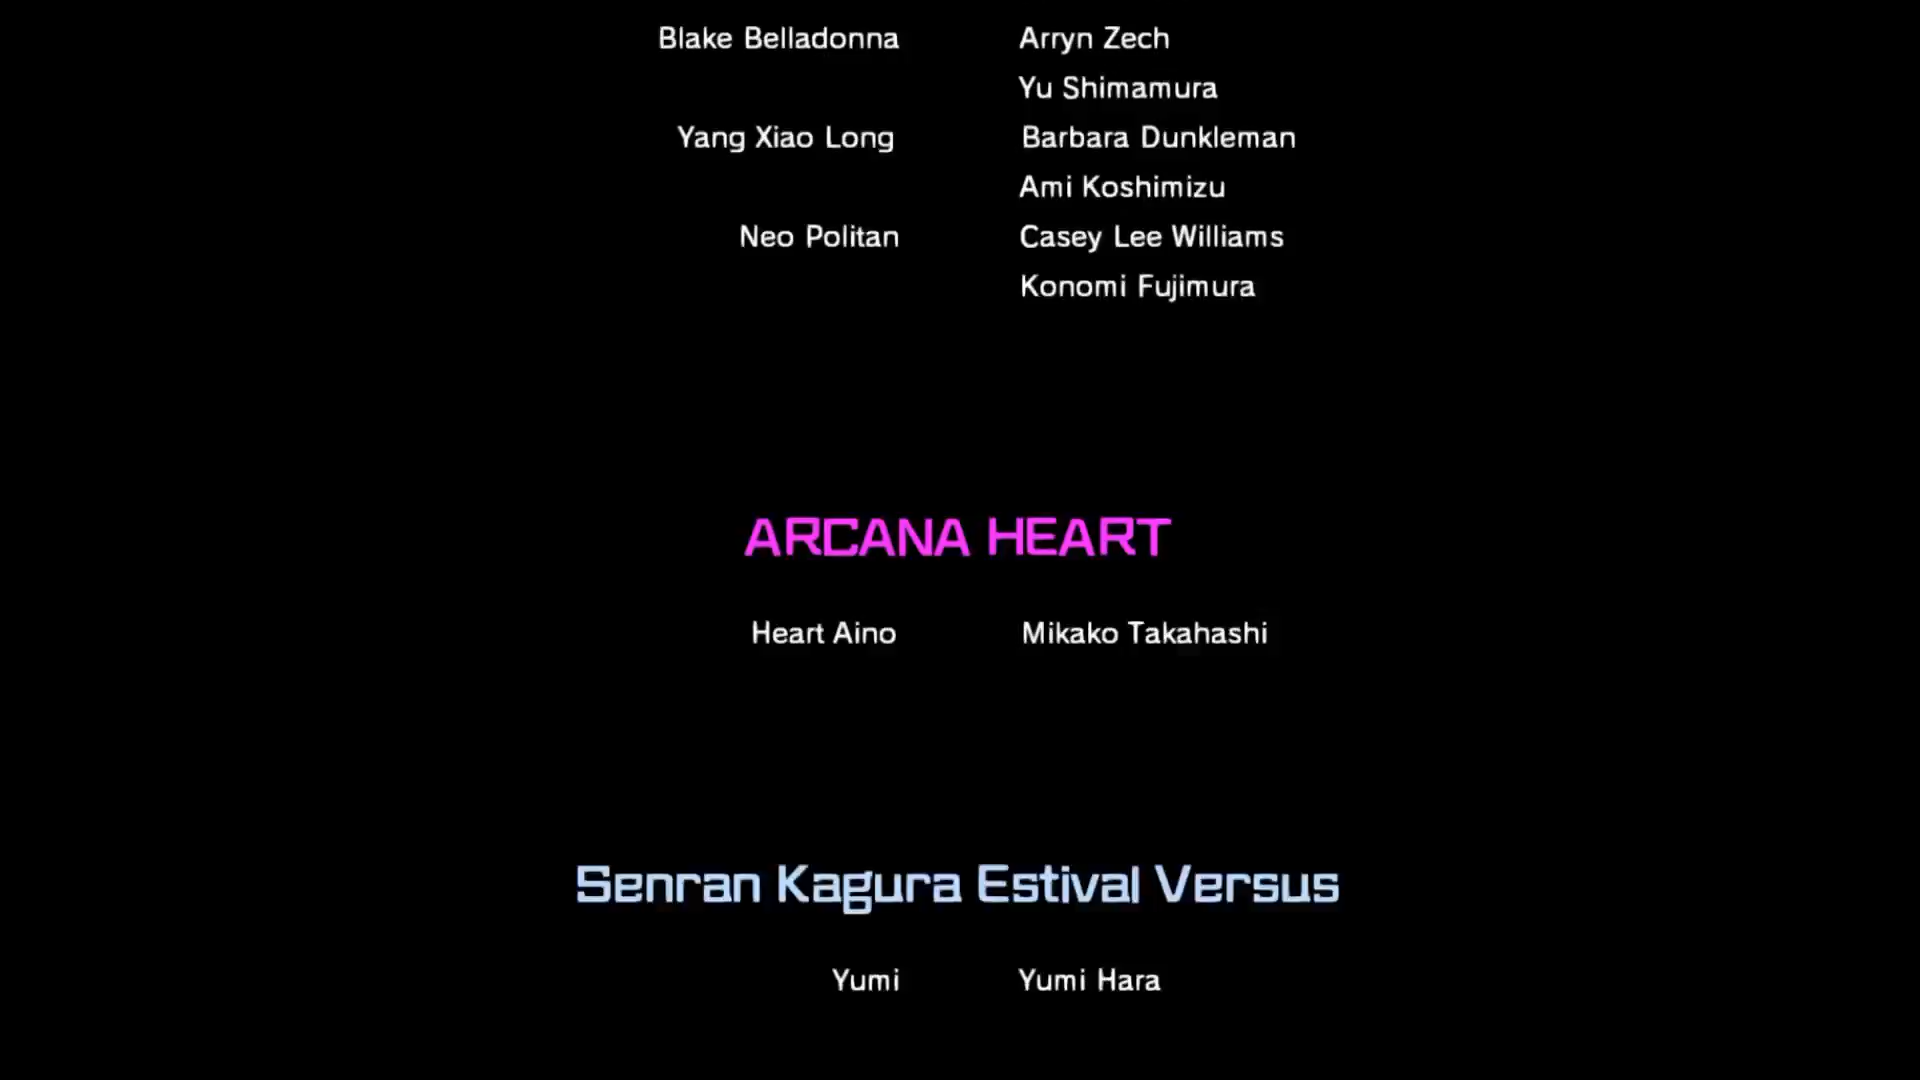 Blake Belladonna Arryn Zech
Yu Shimamura
Yang Xiao Long Barbara Dunkleman
Ami Koshimizu
Neo Politan Casey Lee Williams
Konomi Fujimura
ARCANA HEART
Heart Aino Mikako Takahashi
Senran Kagura Estival Versus
Yumi Yumi Hara